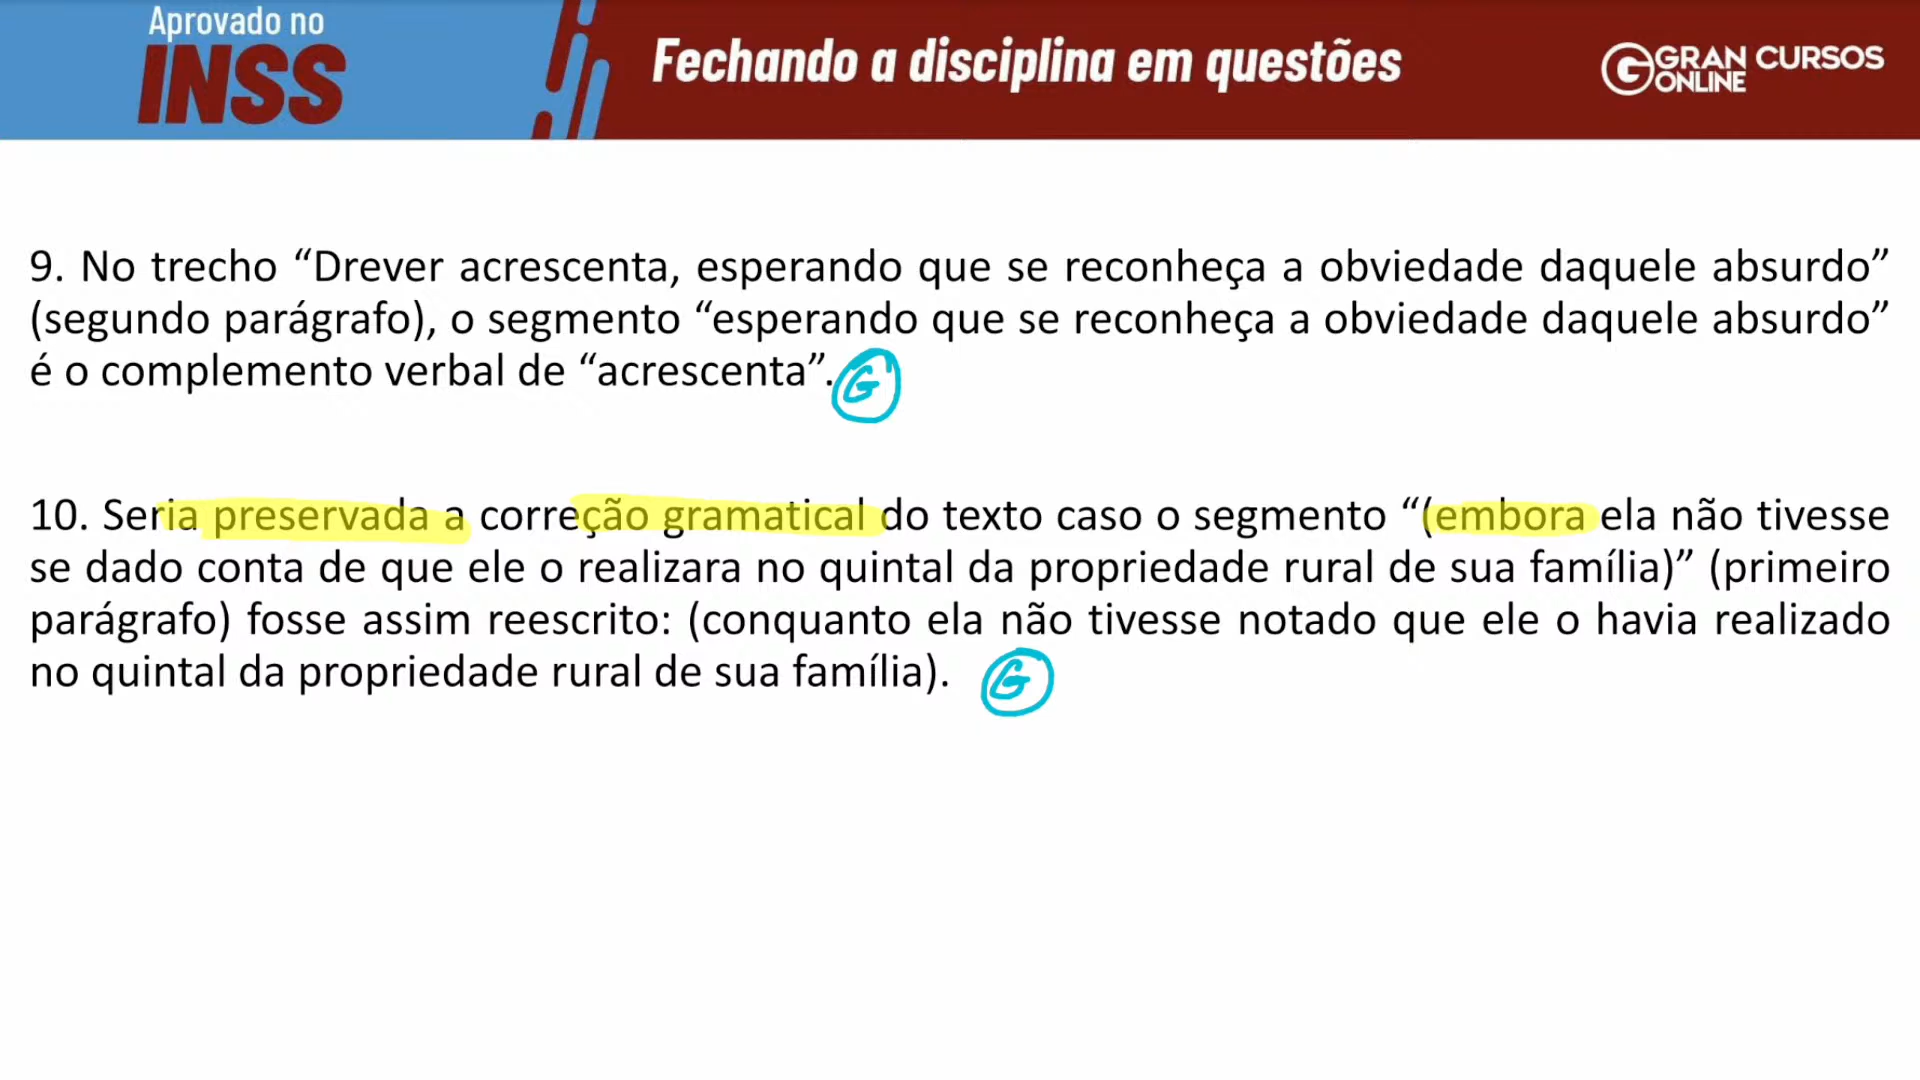 Aprovado no
INSS
Fechando a disciplina em questões
GRAN CURSOS
ONLINE
9. No trecho “Drever acrescenta, esperando que se reconheça a obviedade daquele absurdo”
(segundo parágrafo), o segmento “esperando que se reconheça a obviedade daquele absurdo”
é o complemento verbal de “acrescenta”. G
10. Seria preservada a correção gramatical do texto caso o segmento “(embora ela não tivesse
se dado conta de que ele o realizara no quintal da propriedade rural de sua família)” (primeiro
parágrafo) fosse assim reescrito: (conquanto ela não tivesse notado que ele o havia realizado
no quintal da propriedade rural de sua família). G